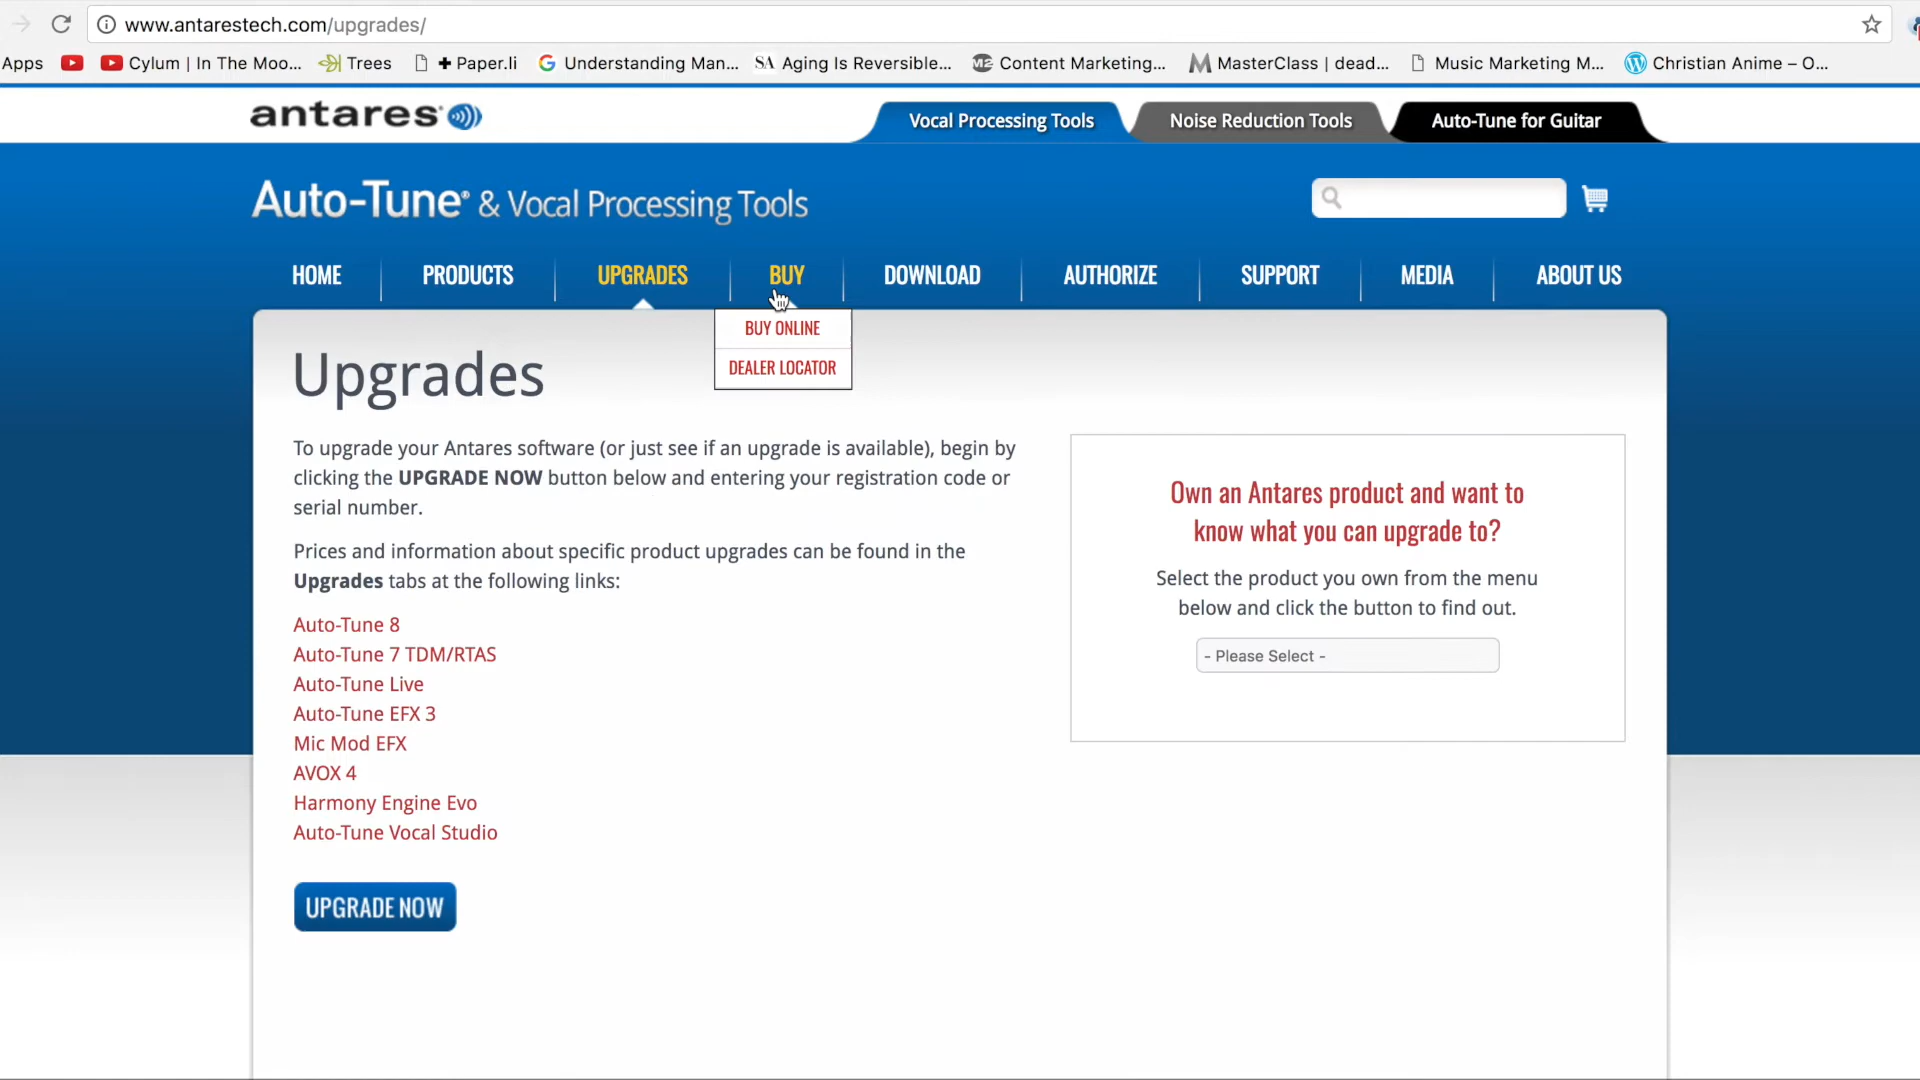 www.antarestech.com/upgrades/
Apps
Cylum | In The Moo...
Trees
+ Paper.li
Understanding Man...
SA Aging Is Reversible...
M2 Content Marketing...
MasterClass | dead...
Music Marketing M...
Christian Anime – O...
antares
Vocal Processing Tools
Noise Reduction Tools
Auto-Tune for Guitar
Auto-Tune® & Vocal Processing Tools
HOME
PRODUCTS
UPGRADES
BUY
DOWNLOAD
AUTHORIZE
SUPPORT
MEDIA
ABOUT US
BUY ONLINE
DEALER LOCATOR
Upgrades
To upgrade your Antares software (or just see if an upgrade is available), begin by
clicking the UPGRADE NOW button below and entering your registration code or
serial number.
Prices and information about specific product upgrades can be found in the
Upgrades tabs at the following links:
Auto-Tune 8
Auto-Tune 7 TDM/RTAS
Auto-Tune Live
Auto-Tune EFX 3
Mic Mod EFX
AVOX 4
Harmony Engine Evo
Auto-Tune Vocal Studio
UPGRADE NOW
Own an Antares product and want to
know what you can upgrade to?
Select the product you own from the menu
below and click the button to find out.
- Please Select -